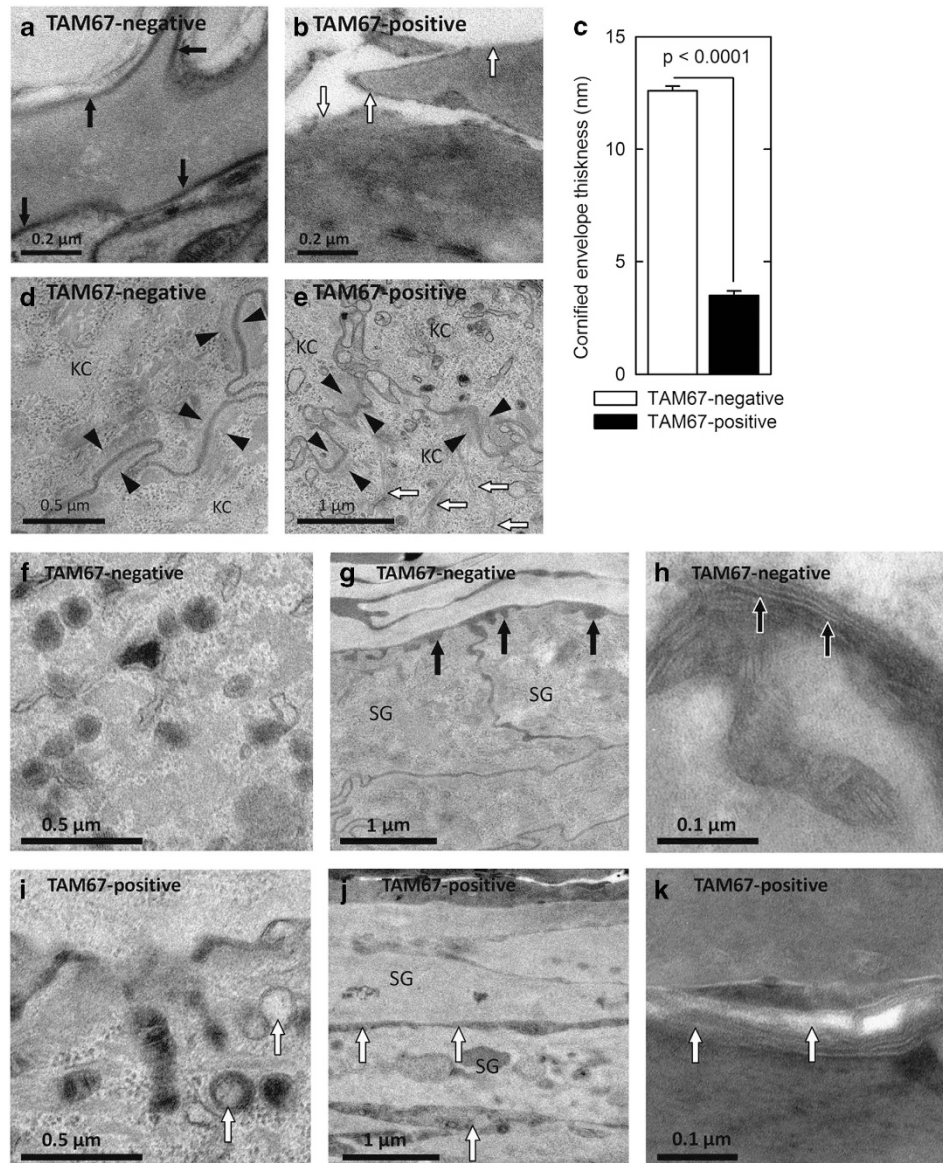 a TAM67-negative
0.2 µm
b TAM67-positive
0.2 µm
c
p < 0.0001
Cornified envelope thiskness (nm)
15
10
5
0
TAM67-negative
TAM67-positive
d TAM67-negative
KC
KC
0.5 µm
e TAM67-positive
KC
KC
KC
1 µm
f TAM67-negative
0.5 µm
g TAM67-negative
SG
SG
1 µm
h TAM67-negative
0.1 µm
i TAM67-positive
0.5 µm
j TAM67-positive
SG
SG
1 µm
k TAM67-positive
0.1 µm